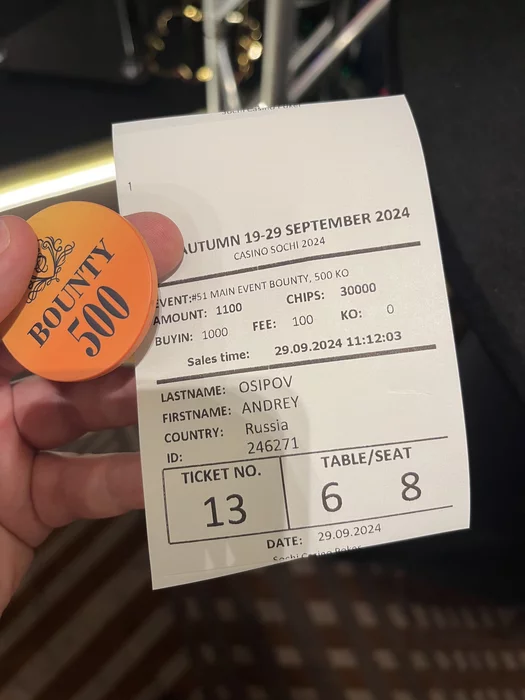 1
AUTUMN 19-29 SEPTEMBER 2024
CASINO SOCHI 2024
EVENT:#51 MAIN EVENT BOUNTY, 500 KO
AMOUNT: 1100 CHIPS: 30000
BUYIN: 1000 FEE: 100 KO: 0
Sales time: 29.09.2024 11:12:03
LASTNAME: OSIPOV
FIRSTNAME: ANDREY
COUNTRY: Russia
ID: 246271
TICKET NO. TABLE/SEAT
13 6 8
DATE: 29.09.2024
BOUNTY
500